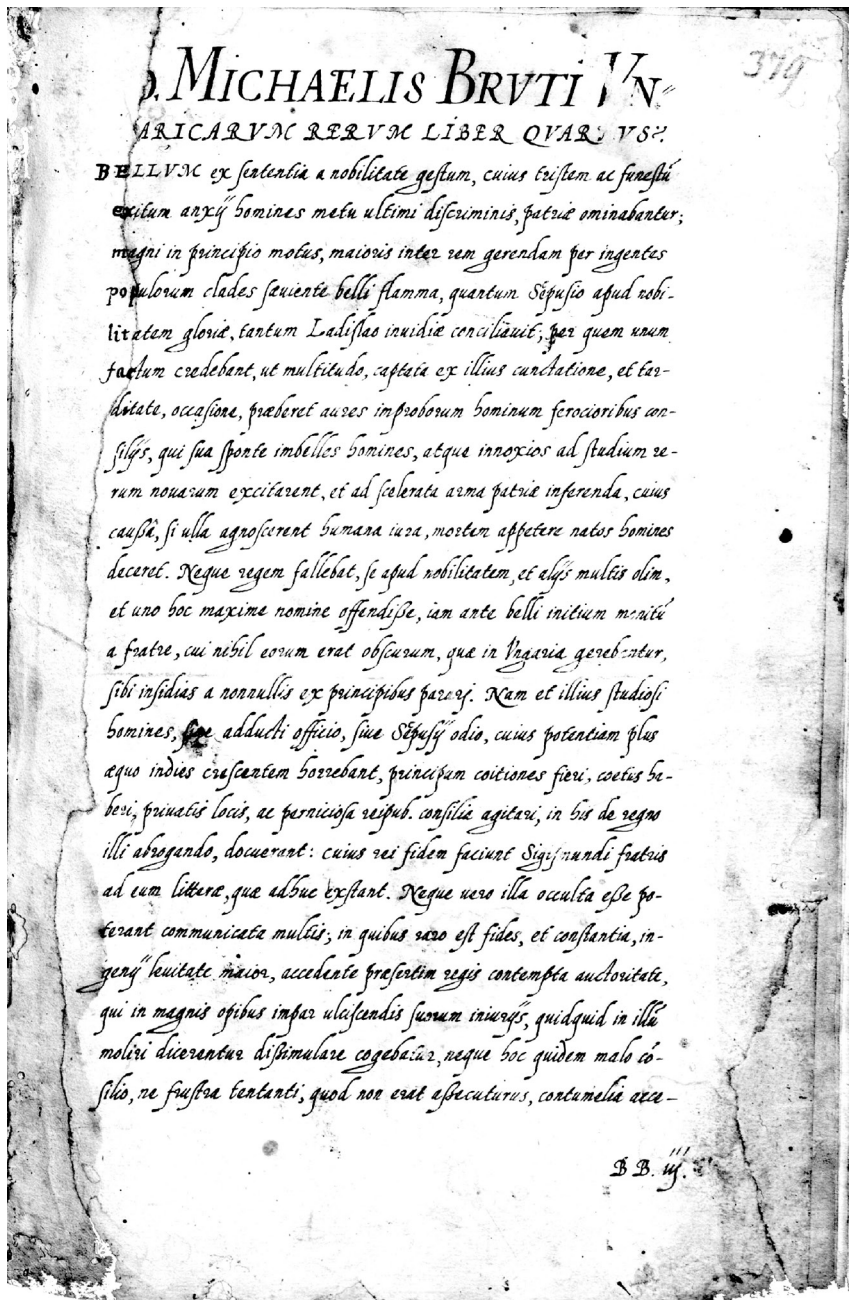 379
O. MICHAELIS BRVTI VN-
ARICARVM RERVM LIBER QVARTVS.
BELLVM ex sententia a nobilitate gestum, cuius tristem ac funestū
exitum anxij homines metu ultimi discriminis, patriæ ominabantur;
magni in principio motus, maioris inter rem gerendam per ingentes
populorum clades sæuiente belli flamma, quantum Sepusio apud nobi-
litatem gloriæ, tantum Ladislao inuidiæ conciliauit; per quem unum
factum credebant, ut multitudo, captata ex illius cunctatione, et tar-
ditate, occasione, præberet aures improborum hominum ferocioribus con-
silijs, qui sua sponte imbelles homines, atque innoxios ad studium re-
rum nouarum excitarent, et ad scelerata arma patriæ inferenda, cuius
caußâ, si ulla agnoscerent humana iura, mortem appetere natos homines
deceret. Neque regem fallebat, se apud nobilitatem, et alijs multis olim,
et uno hoc maxime nomine offendiße, iam ante belli initium monitū
a fratre, cui nihil eorum erat obscurum, quæ in Vngaria gerebantur,
sibi insidias a nonnullis ex principibus parari. Nam et illius studiosi
homines, siue adducti officio, siue Sepusij odio, cuius potentiam plus
æquo indies crescentem horrebant, principum coitiones fieri, coetus ha-
beri, priuatis locis, ac perniciosa reipub. consilia agitari, in his de regno
illi abrogando, docuerant: cuius rei fidem faciunt Sigismundi fratris
ad eum litteræ, quæ adhuc exstant. Neque uero illa occulta eße po-
terant communicata multis; in quibus raro est fides, et constantia, in-
genij leuitate maior, accedente præsertim regis contempta auctoritate,
qui in magnis opibus impar ulciscendis suorum iniurijs, quidquid in illū
moliri dicerentur dißimulare cogebatur, neque hoc quidem malo cō-
silio, ne frustra tentanti, quod non erat aßecuturus, contumelia acce-
B B. iij.